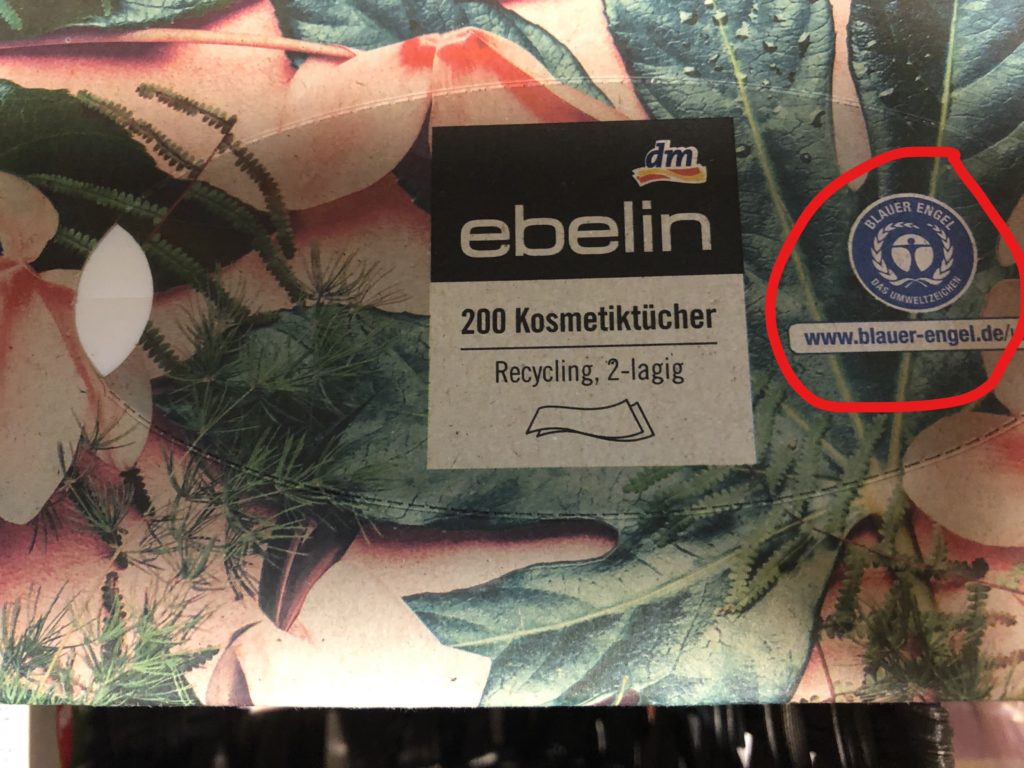 dm
ebelin
200 Kosmetiktücher
Recycling, 2-lagig
BLAUER ENGEL
DAS UMWELTZEICHEN
www.blauer-engel.de/